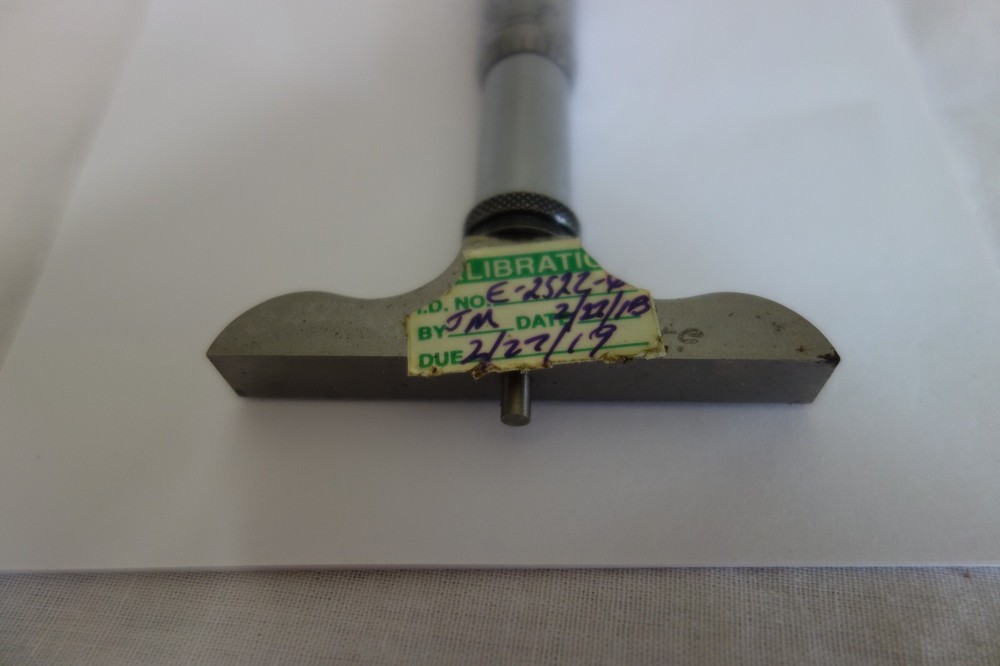 LIBRATIO
I.D. NO. E-2522-
BY JM DATE 2/22/18
DUE 2/22/19